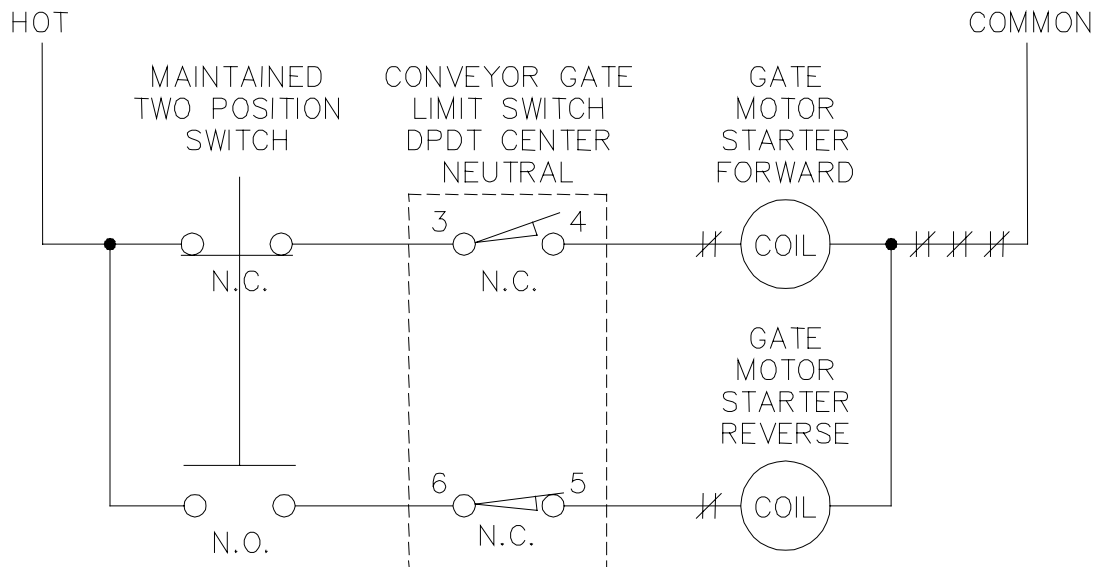 HOT
COMMON
MAINTAINED
TWO POSITION
SWITCH
CONVEYOR GATE
LIMIT SWITCH
DPDT CENTER
NEUTRAL
GATE
MOTOR
STARTER
FORWARD
3
4
COIL
N.C.
N.C.
GATE
MOTOR
STARTER
REVERSE
6
5
COIL
N.O.
N.C.